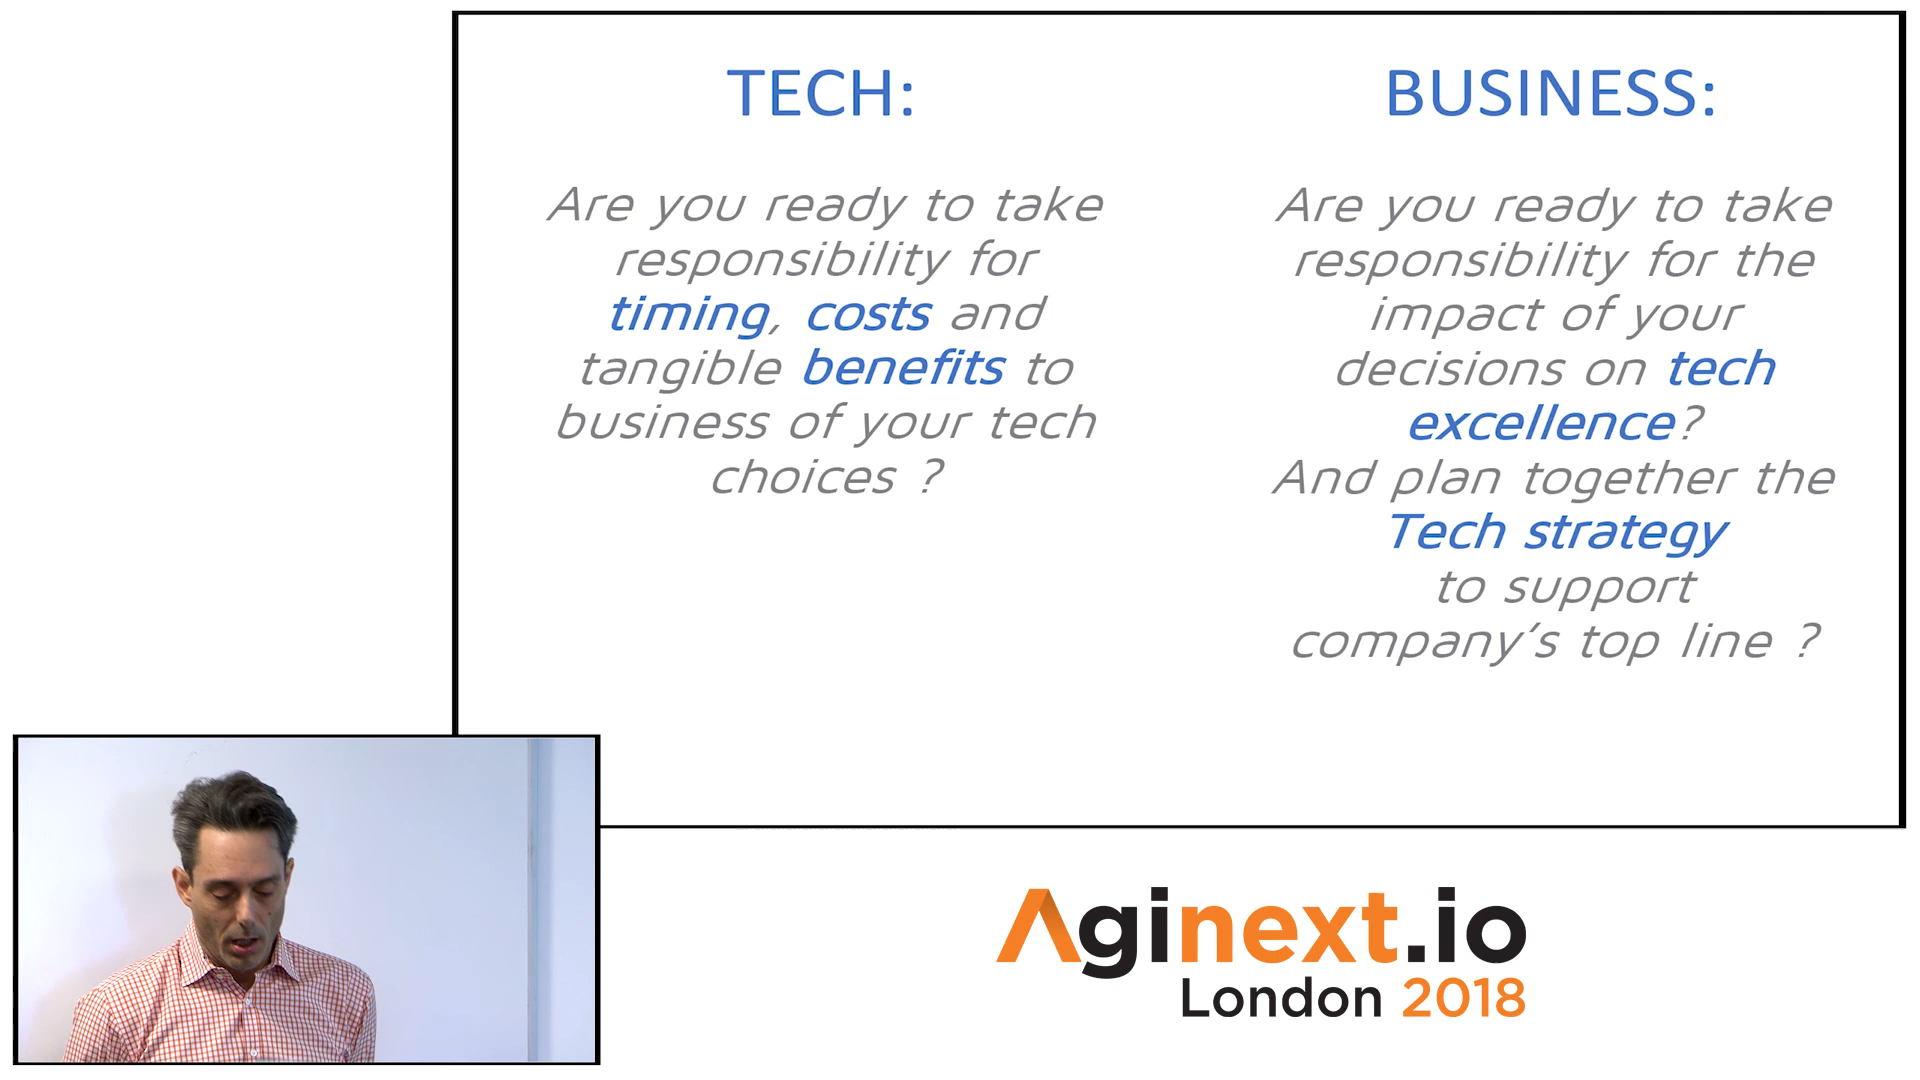 TECH:
Are you ready to take
responsibility for
timing, costs and
tangible benefits to
business of your tech
choices ?
BUSINESS:
Are you ready to take
responsibility for the
impact of your
decisions on tech
excellence?
And plan together the
Tech strategy
to support
company’s top line ?
Aginext.io
London 2018